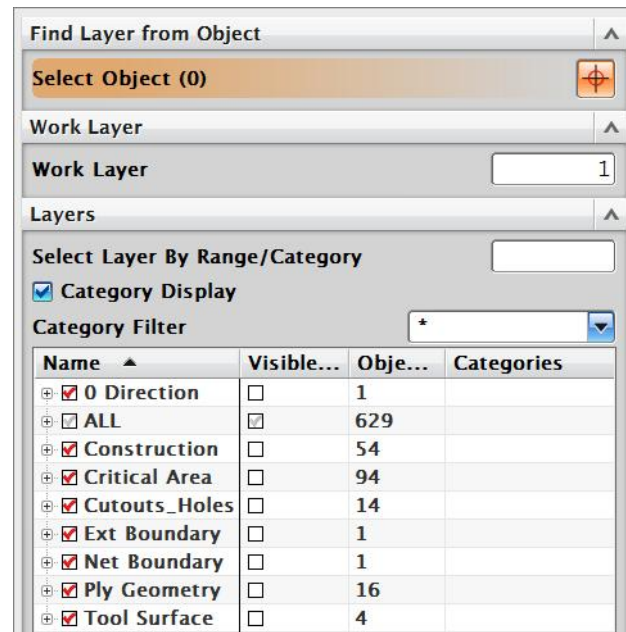 Find Layer from Object
Select Object (0)
Work Layer
Work Layer 1
Layers
Select Layer By Range/Category
Category Display
Category Filter *
Name Visible... Obje... Categories
0 Direction 1
ALL 629
Construction 54
Critical Area 94
Cutouts_Holes 14
Ext Boundary 1
Net Boundary 1
Ply Geometry 16
Tool Surface 4